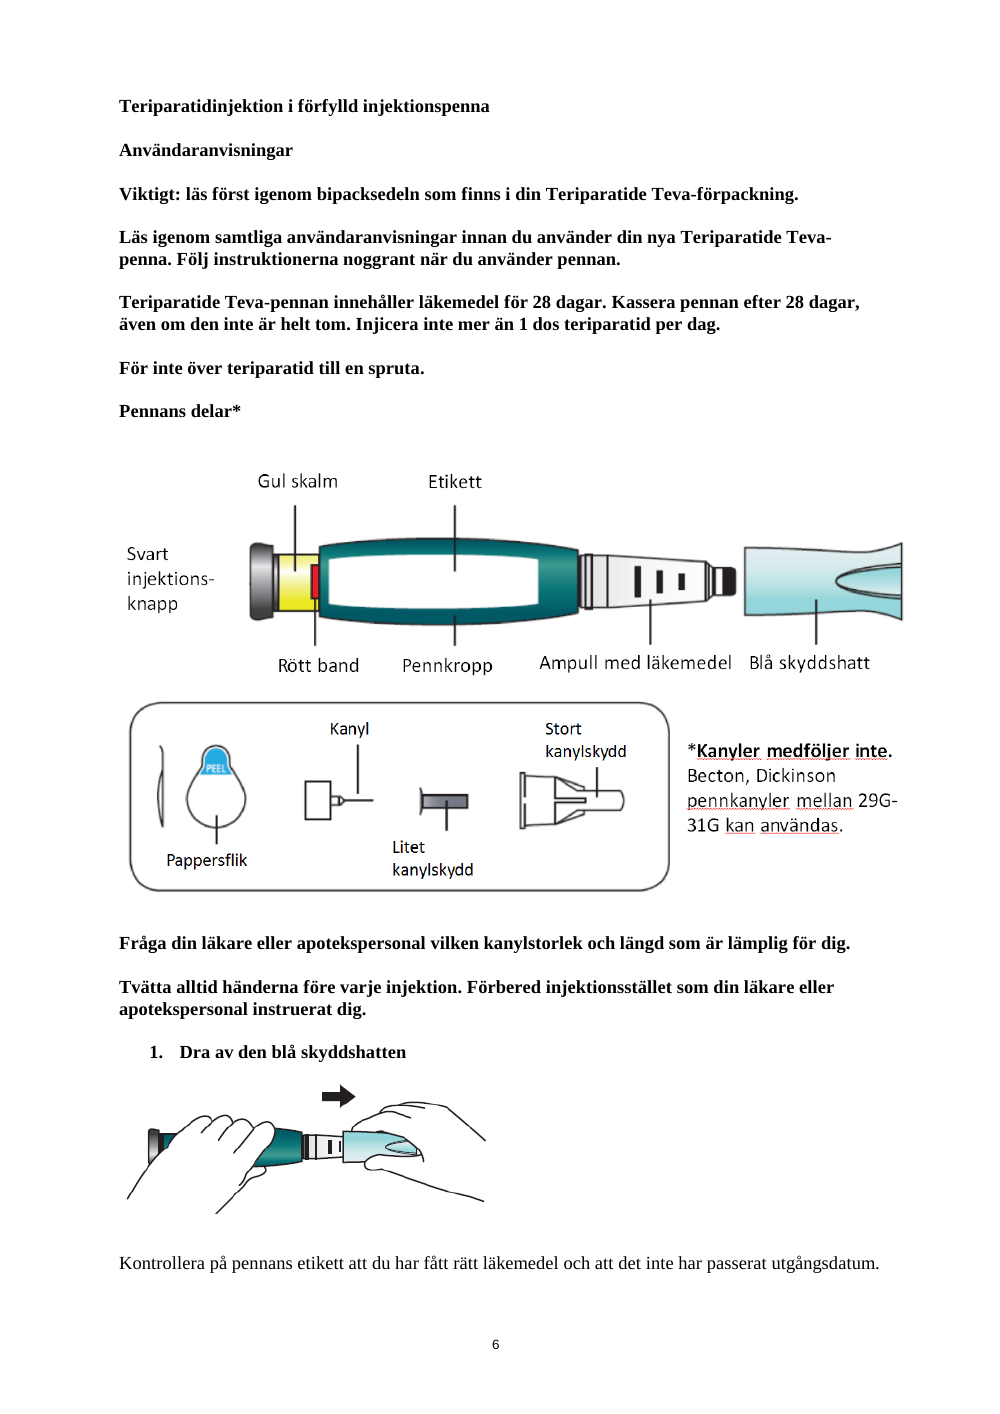 Teriparatidinjektion i förfylld injektionspenna
Användaranvisningar
Viktigt: läs först igenom bipacksedeln som finns i din Teriparatide Teva-förpackning.
Läs igenom samtliga användaranvisningar innan du använder din nya Teriparatide Teva-
penna. Följ instruktionerna noggrant när du använder pennan.
Teriparatide Teva-pennan innehåller läkemedel för 28 dagar. Kassera pennan efter 28 dagar,
även om den inte är helt tom. Injicera inte mer än 1 dos teriparatid per dag.
För inte över teriparatid till en spruta.
Pennans delar*
Gul skalm
Etikett
Svart
injektions-
knapp
Rött band
Pennkropp
Ampull med läkemedel
Blå skyddshatt
Kanyl
Stort
kanylskydd
PEEL
Pappersflik
Litet
kanylskydd
*Kanyler medföljer inte.
Becton, Dickinson
pennkanyler mellan 29G-
31G kan användas.
Fråga din läkare eller apotekspersonal vilken kanylstorlek och längd som är lämplig för dig.
Tvätta alltid händerna före varje injektion. Förbered injektionsstället som din läkare eller
apotekspersonal instruerat dig.
1. Dra av den blå skyddshatten
Kontrollera på pennans etikett att du har fått rätt läkemedel och att det inte har passerat utgångsdatum.
6